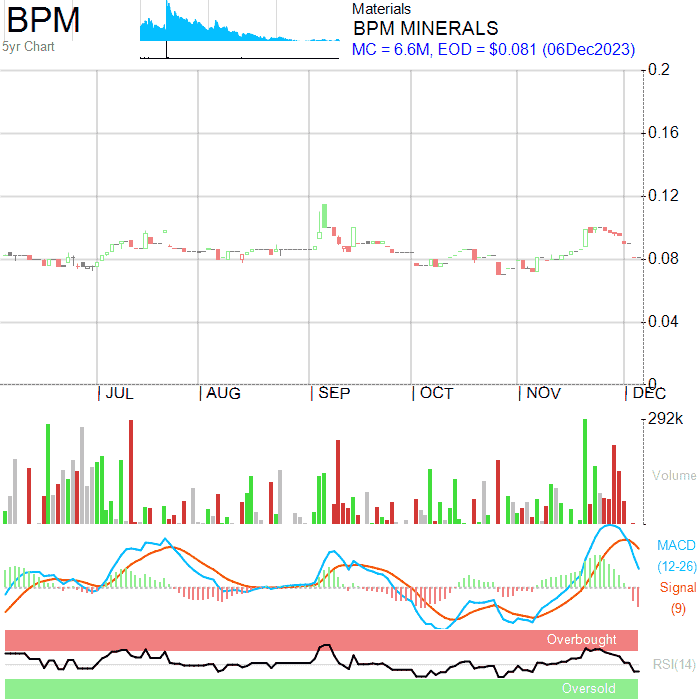 BPM
5yr Chart
Materials
BPM MINERALS
MC = 6.6M, EOD = $0.081 (06Dec2023)
0.2
0.16
0.12
0.08
0.04
0
JUL AUG SEP OCT NOV DEC
292k
Volume
MACD
(12-26)
Signal
(9)
Overbought
RSI(14)
Oversold